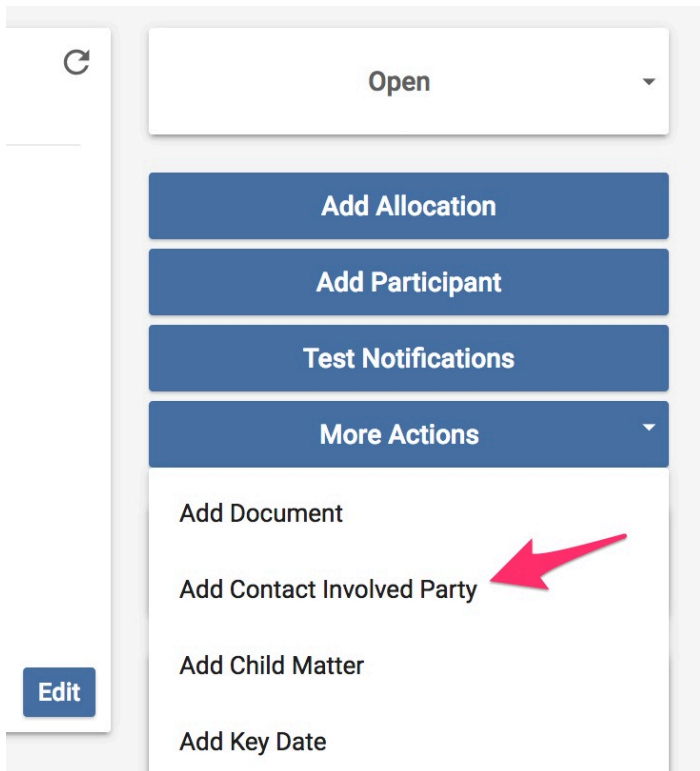 Open
Add Allocation
Add Participant
Test Notifications
More Actions
Add Document
Add Contact Involved Party
Add Child Matter
Edit
Add Key Date